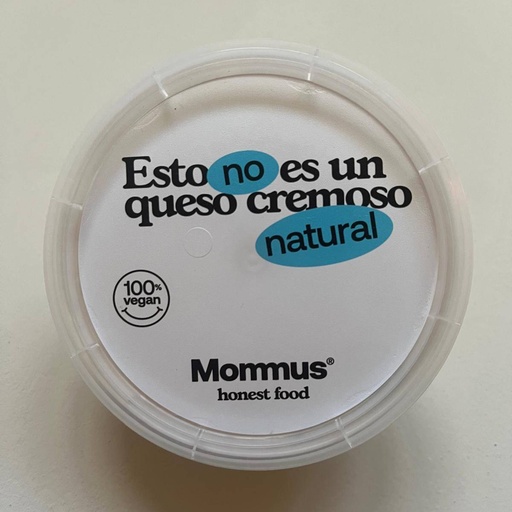 Esto no es un
queso cremoso
natural
100%
vegan
Mommus®
honest food